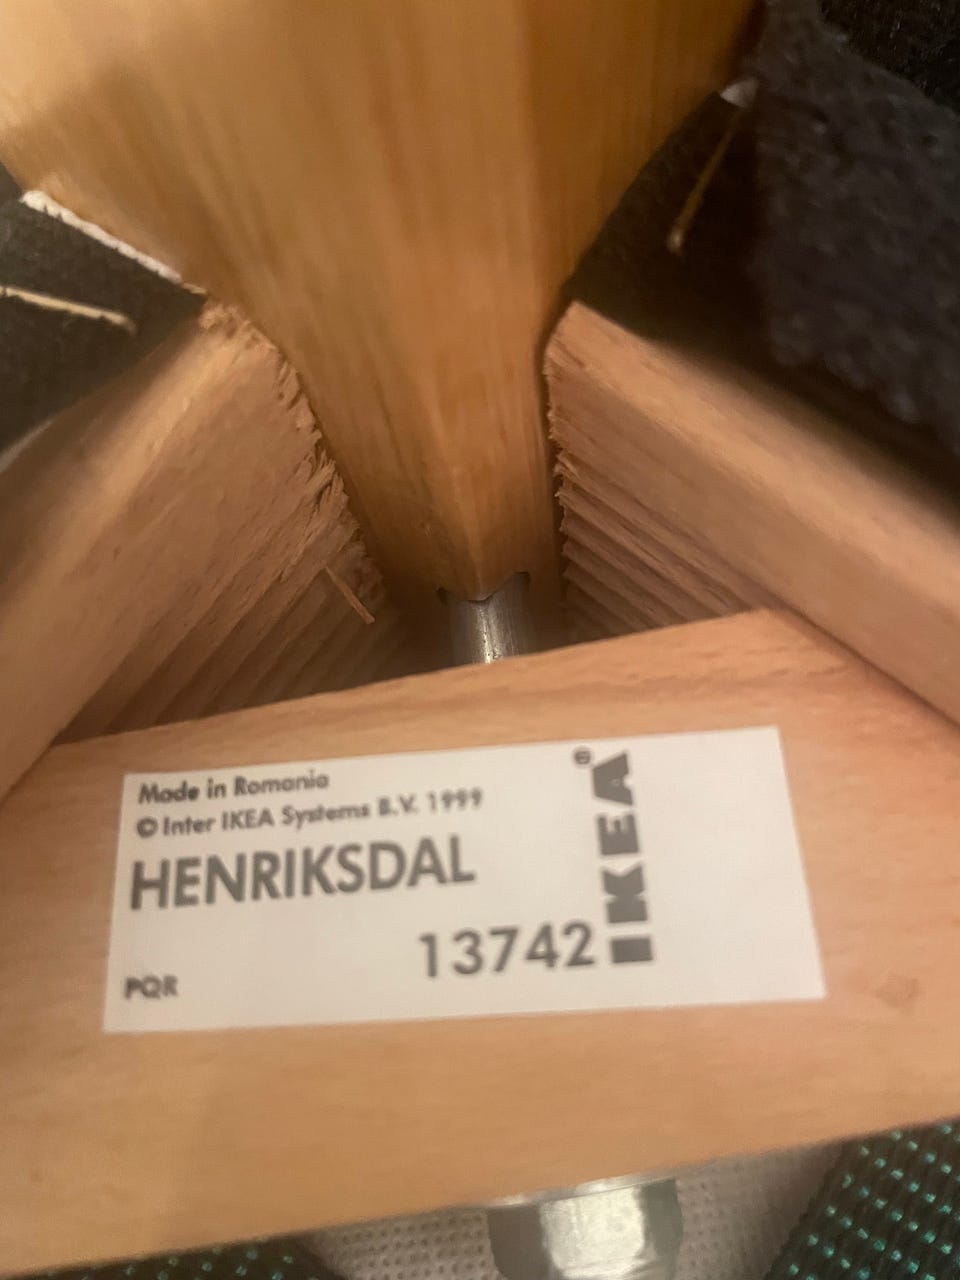 Made in Romania
© Inter IKEA Systems B.V. 1999
HENRIKSDAL
13742
PQR
IKEA®